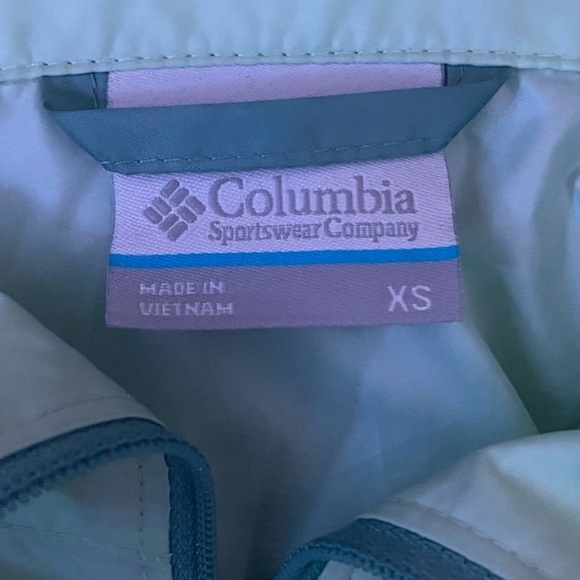 Columbia
Sportswear Company
MADE IN
VIETNAM
XS